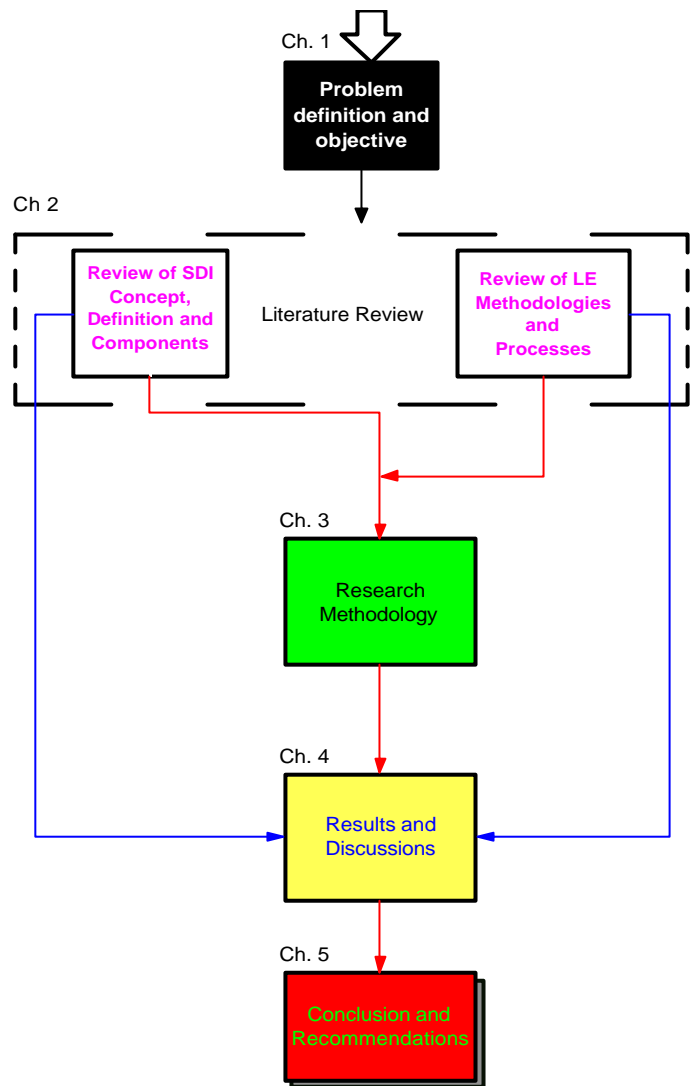 Ch. 1
Problem
definition and
objective
Ch 2
Review of SDI
Concept,
Definition and
Components
Literature Review
Review of LE
Methodologies
and
Processes
Ch. 3
Research
Methodology
Ch. 4
Results and
Discussions
Ch. 5
Conclusion and
Recommendations